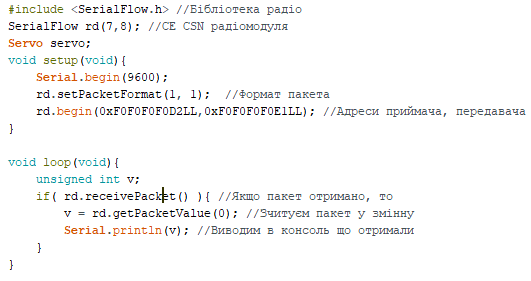 #include <SerialFlow.h> //Бібліотека радіо
SerialFlow rd(7,8); //CE CSN радіомодуля
Servo servo;
void setup(void){
Serial.begin(9600);
rd.setPacketFormat(1, 1); //Формат пакета
rd.begin(0xF0F0F0F0D2LL,0xF0F0F0F0E1LL); //Адреси приймача, передавача
}
void loop(void){
unsigned int v;
if( rd.receivePacket() ){ //Якщо пакет отримано, то
v = rd.getPacketValue(0); //Зчитуєм пакет у змінну
Serial.println(v); //Виводим в консоль що отримали
}
}